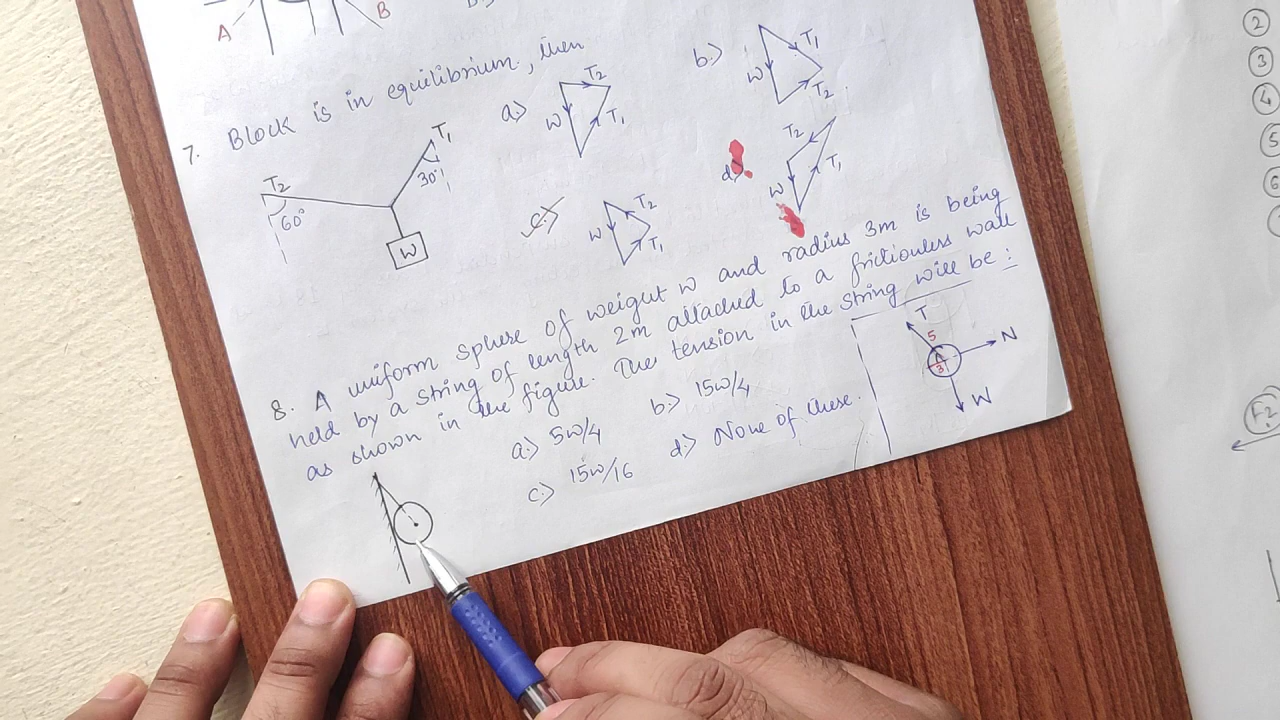 A
B
7. Block is in equilibrium, then
T2
60°
T1
30°
W
a.>
W
T2
T1
b.>
W
T1
T2
c.>
W
T2
T1
d.
T2
W
T1
8. A uniform sphere of weight w and radius 3m is being
held by a string of length 2m attached to a frictionless wall
as shown in the figure. The tension in the string will be :
a.> 5w/4
b.> 15w/4
c.> 15w/16
d.> None of these.
T
5
3
N
W
2
3
4
5
6
F2